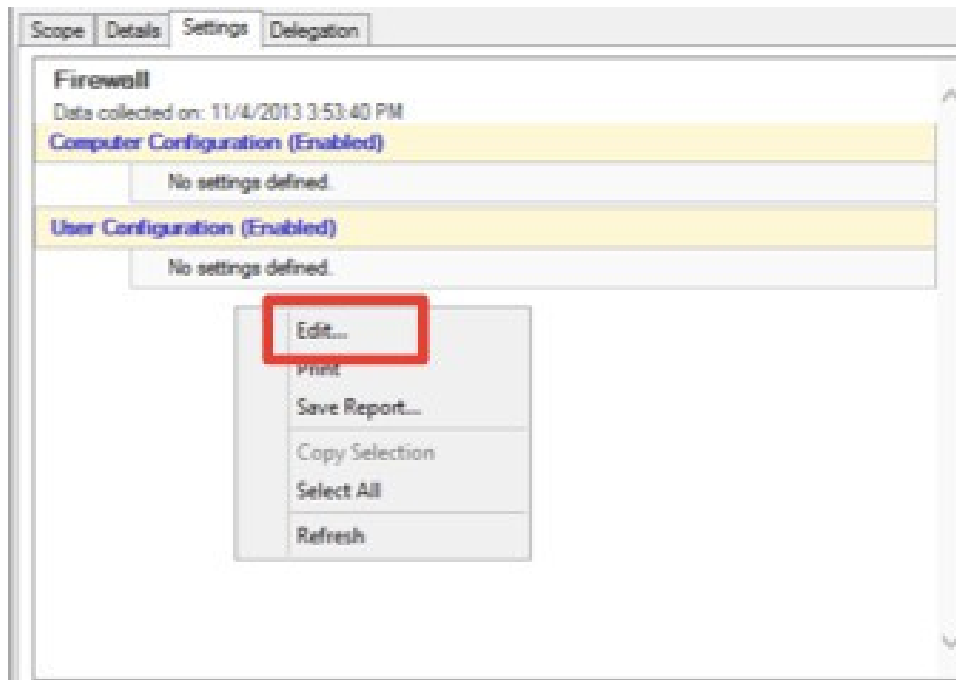 Scope Details Settings Delegation
Firewall
Data collected on: 11/4/2013 3:53:40 PM
Computer Configuration (Enabled)
No settings defined.
User Configuration (Enabled)
No settings defined.
Edit...
Print
Save Report...
Copy Selection
Select All
Refresh